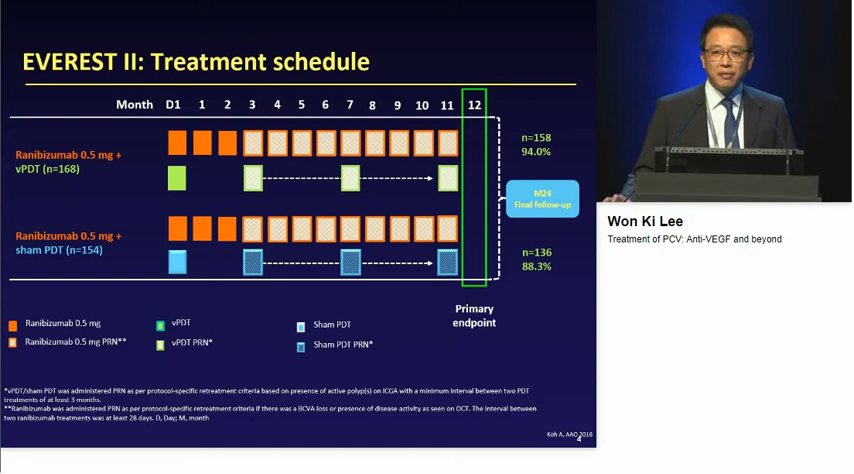 EVEREST II: Treatment schedule
Month D1 1 2 3 4 5 6 7 8 9 10 11 12
Ranibizumab 0.5 mg +
vPDT (n=168)
n=158
94.0%
M24
Final follow-up
Ranibizumab 0.5 mg +
sham PDT (n=154)
n=136
88.3%
Primary
endpoint
Ranibizumab 0.5 mg
vPDT
Sham PDT
Ranibizumab 0.5 mg PRN**
vPDT PRN*
Sham PDT PRN*
*vPDT/sham PDT was administered PRN as per protocol-specific retreatment criteria based on presence of active polyp(s) on ICGA with a minimum interval between two PDT
treatments of at least 3 months.
**Ranibizumab was administered PRN as per protocol-specific retreatment criteria if there was a BCVA loss or presence of disease activity as seen on OCT. The interval between
two ranibizumab treatments was at least 28 days. D, Day; M, month
Koh A, AAO 2016
4
Won Ki Lee
Treatment of PCV: Anti-VEGF and beyond